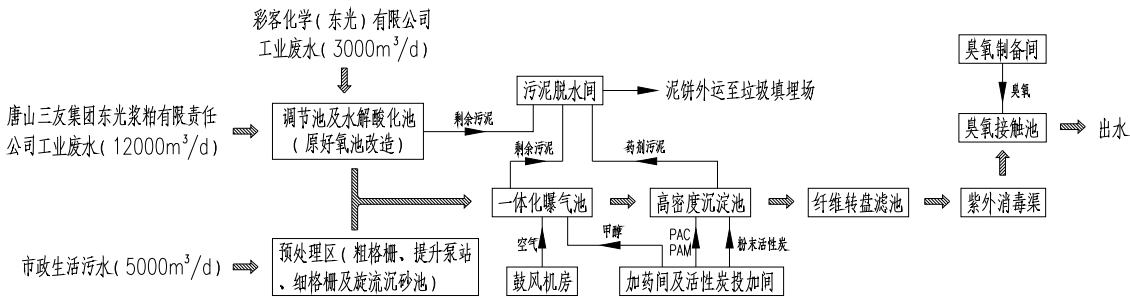 彩客化学(东光)有限公司
工业废水(3000m³/d)
唐山三友集团东光浆粕有限责任
公司工业废水(12000m³/d)
调节池及水解酸化池
(原好氧池改造)
剩余污泥
污泥脱水间
泥饼外运至垃圾填埋场
臭氧制备间
臭氧
臭氧接触池
出水
剩余污泥
药剂污泥
一体化曝气池
高密度沉淀池
纤维转盘滤池
紫外消毒渠
市政生活污水(5000m³/d)
预处理区(粗格栅、提升泵站
、细格栅及旋流沉砂池)
空气
甲醇
PAC
PAM
粉末活性炭
鼓风机房
加药间及活性炭投加间